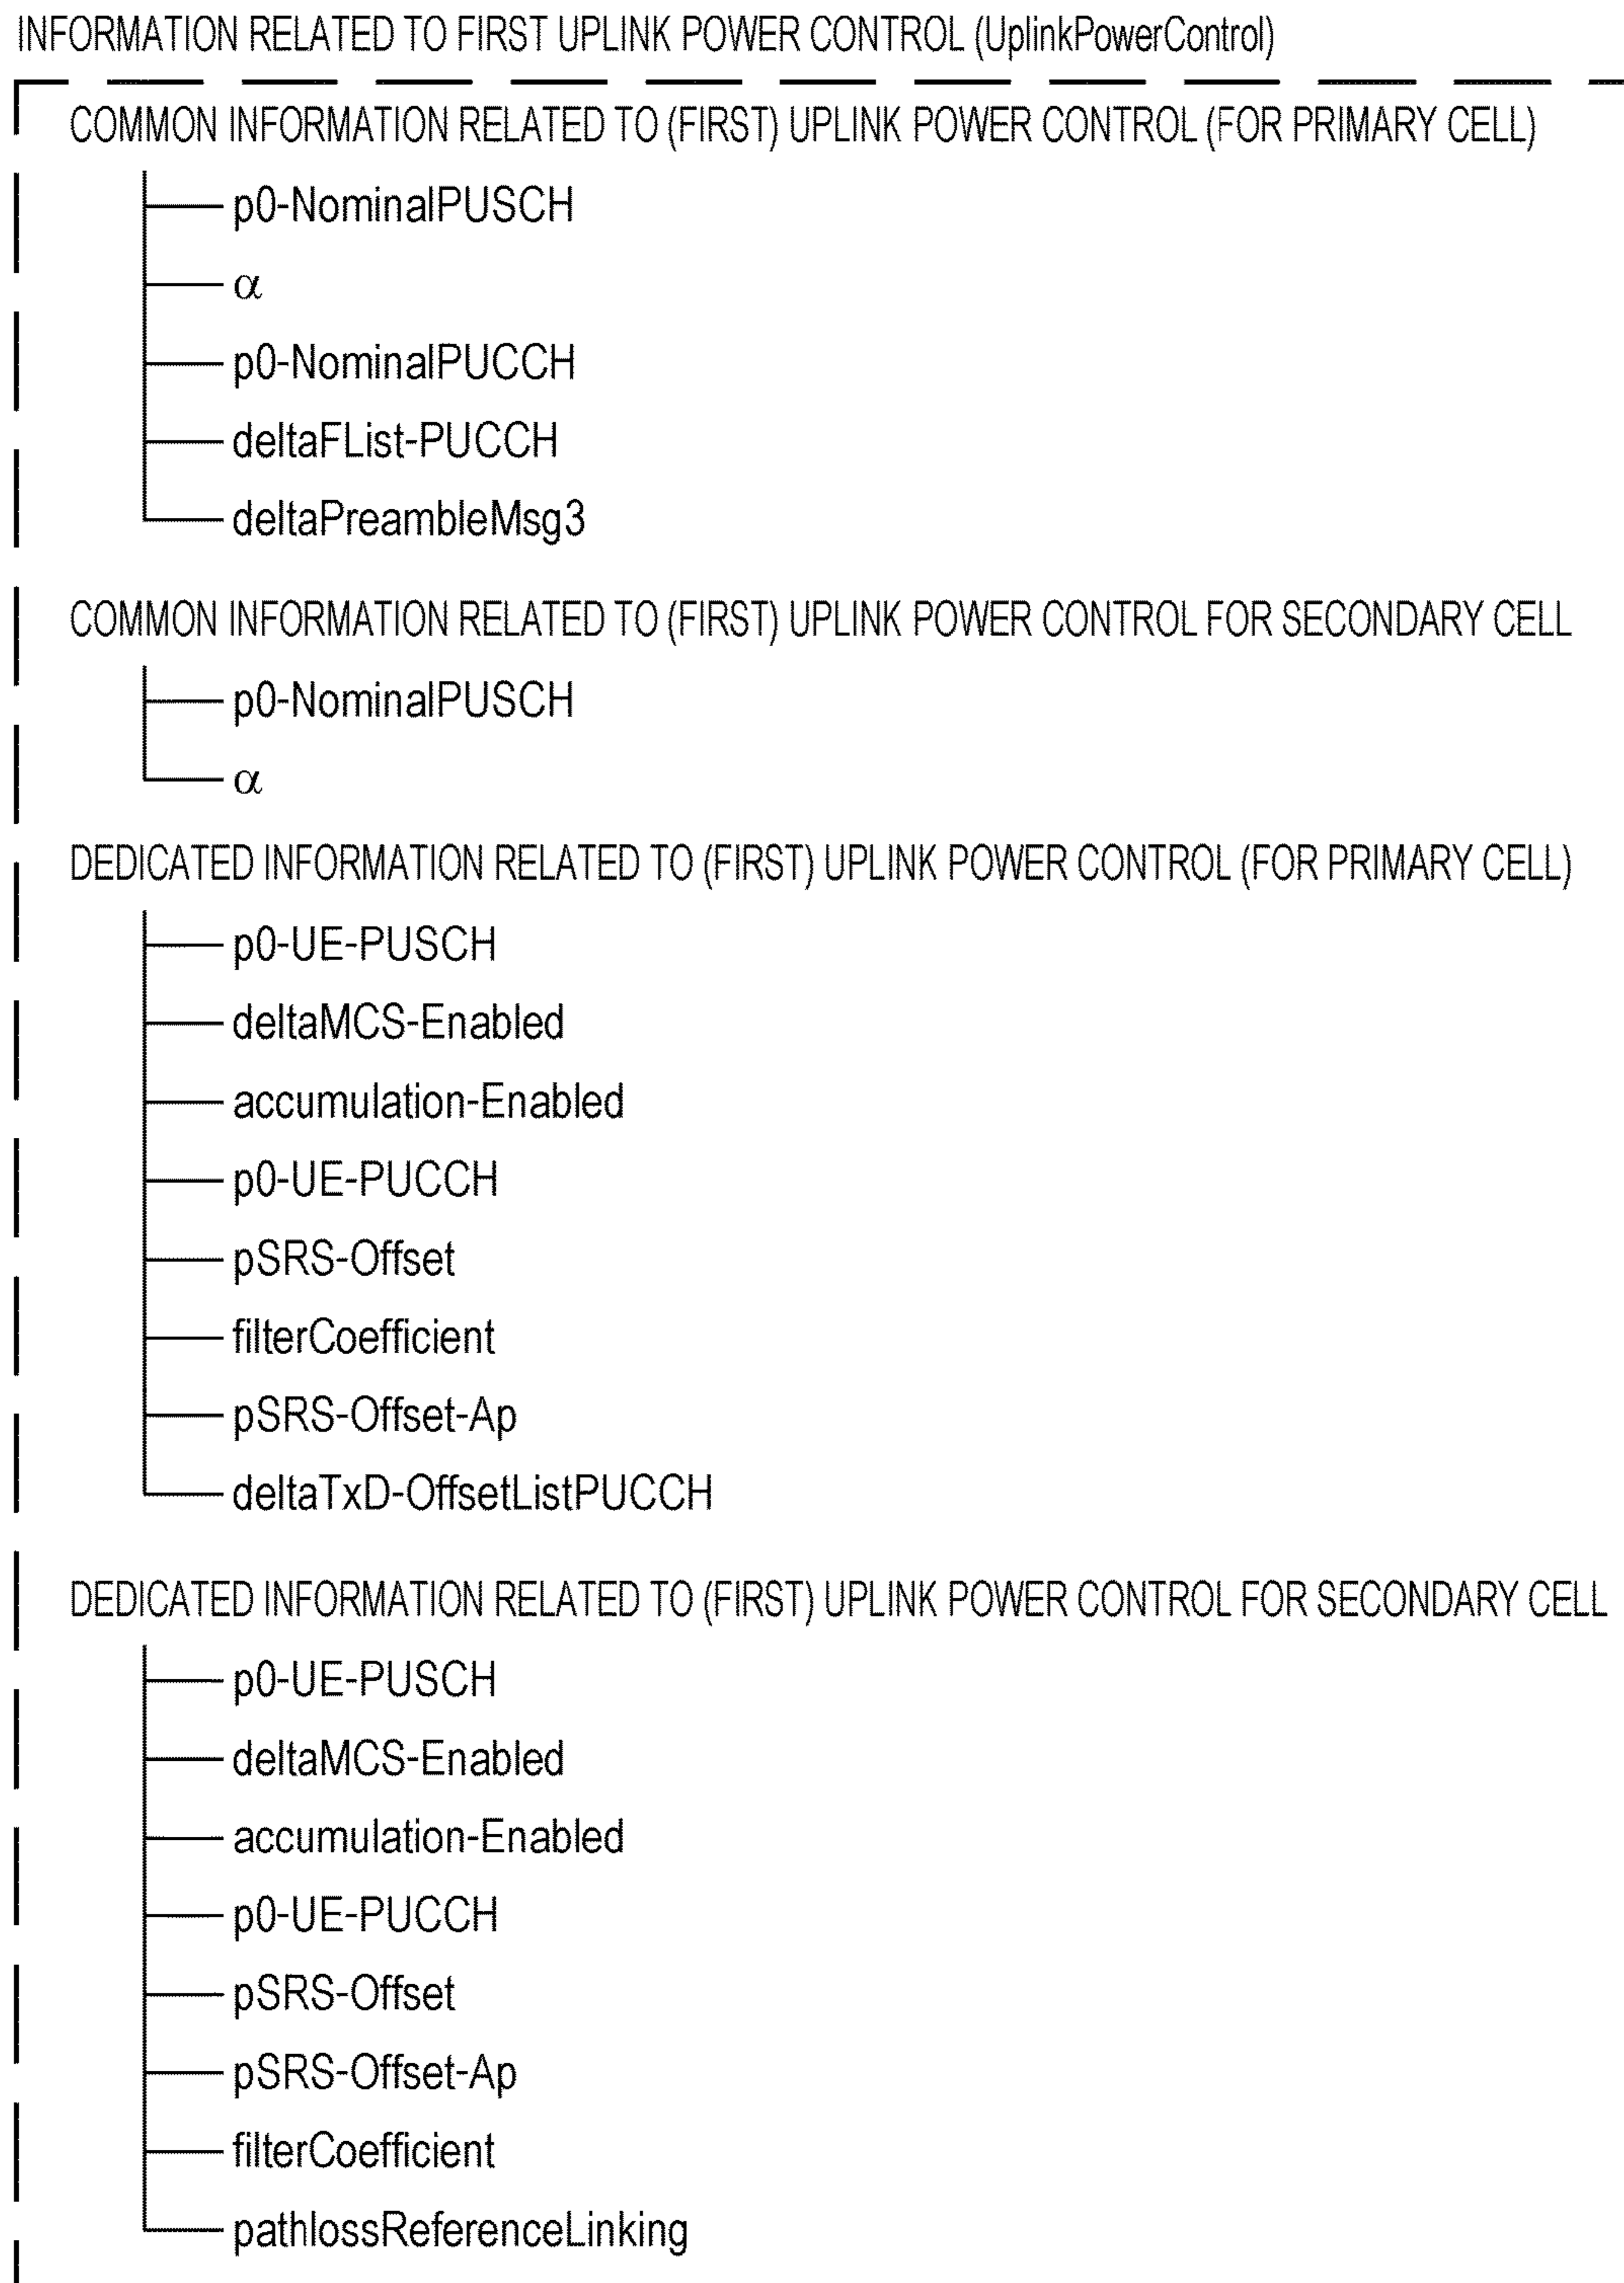 INFORMATION RELATED TO FIRST UPLINK POWER CONTROL (UplinkPowerControl)
COMMON INFORMATION RELATED TO (FIRST) UPLINK POWER CONTROL (FOR PRIMARY CELL)
p0-NominalPUSCH
α
p0-NominalPUCCH
deltaFList-PUCCH
deltaPreambleMsg3
COMMON INFORMATION RELATED TO (FIRST) UPLINK POWER CONTROL FOR SECONDARY CELL
p0-NominalPUSCH
α
DEDICATED INFORMATION RELATED TO (FIRST) UPLINK POWER CONTROL (FOR PRIMARY CELL)
p0-UE-PUSCH
deltaMCS-Enabled
accumulation-Enabled
p0-UE-PUCCH
pSRS-Offset
filterCoefficient
pSRS-Offset-Ap
deltaTxD-OffsetListPUCCH
DEDICATED INFORMATION RELATED TO (FIRST) UPLINK POWER CONTROL FOR SECONDARY CELL
p0-UE-PUSCH
deltaMCS-Enabled
accumulation-Enabled
p0-UE-PUCCH
pSRS-Offset
pSRS-Offset-Ap
filterCoefficient
pathlossReferenceLinking